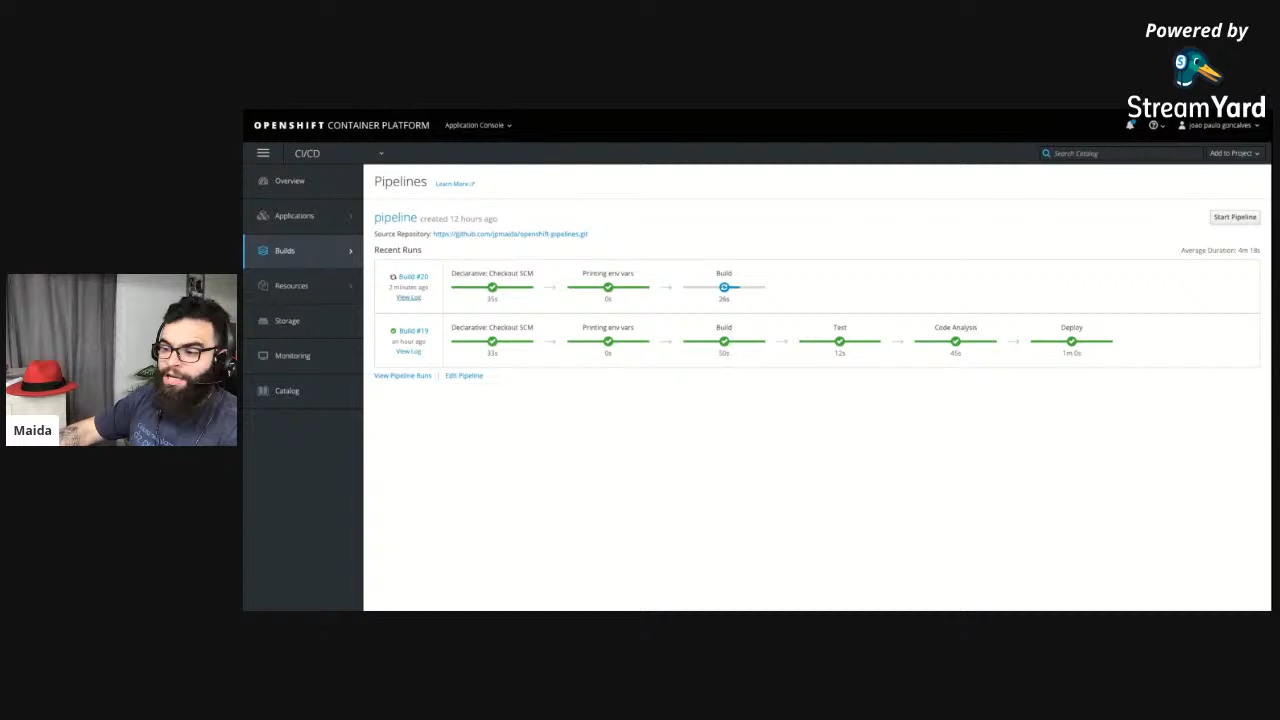 Powered by
StreamYard
OPENSHIFT CONTAINER PLATFORM
Application Console
joao paulo goncalves
CI/CD
Search Catalog
Add to Project
Overview
Applications
Builds
Resources
Storage
Monitoring
Catalog
Pipelines
Learn More
pipeline created 12 hours ago
Start Pipeline
Source Repository: https://github.com/jpmaida/openshift-pipelines.git
Recent Runs
Average Duration: 4m 18s
Build #20
2 minutes ago
View Log
Declarative: Checkout SCM
35s
Printing env vars
0s
Build
26s
Build #19
an hour ago
View Log
Declarative: Checkout SCM
33s
Printing env vars
0s
Build
50s
Test
12s
Code Analysis
45s
Deploy
1m 0s
View Pipeline Runs | Edit Pipeline
Maida